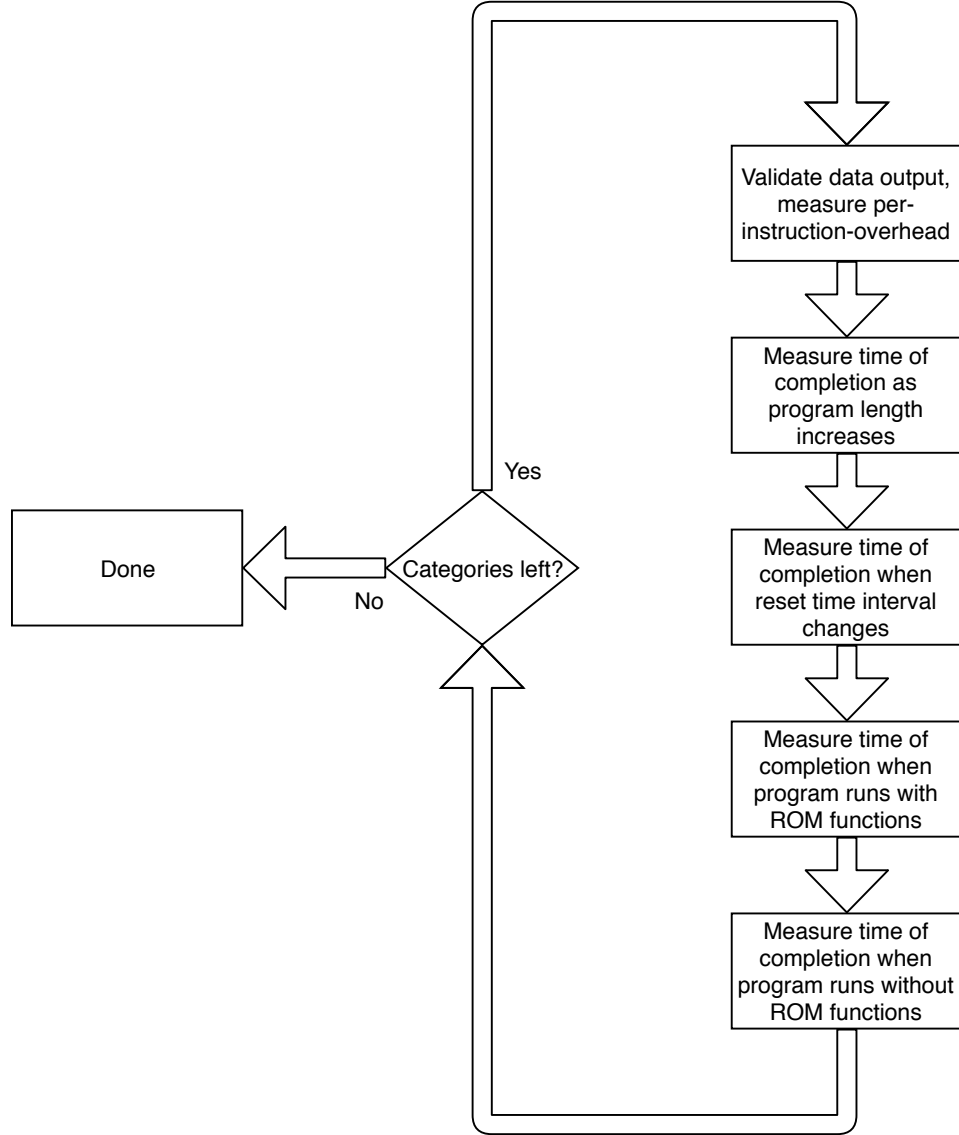 Validate data output,
measure per-
instruction-overhead
Measure time of
completion as
program length
increases
Yes
Done
Categories left?
No
Measure time of
completion when
reset time interval
changes
Measure time of
completion when
program runs with
ROM functions
Measure time of
completion when
program runs without
ROM functions